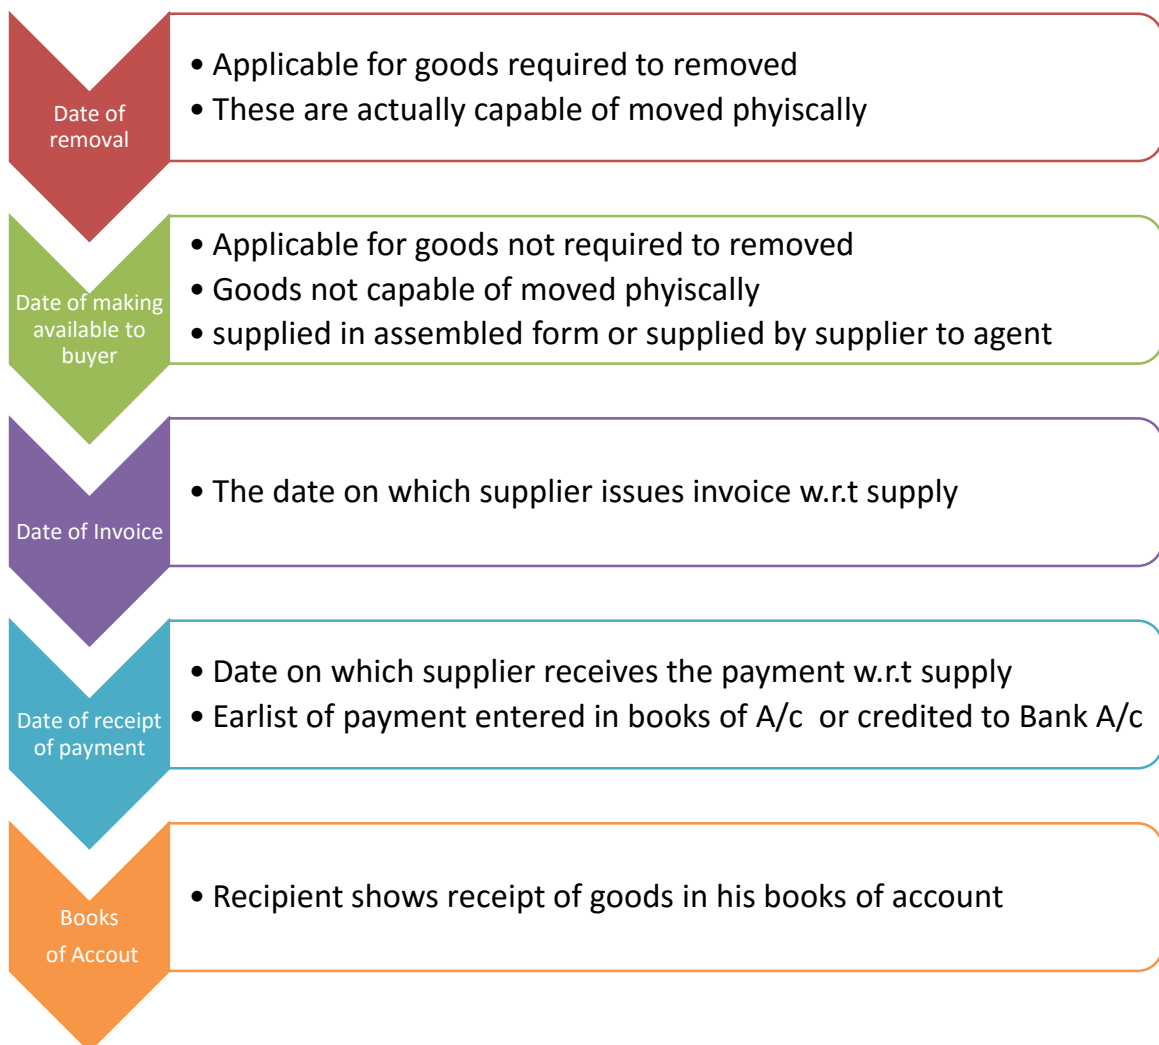 Date of
removal
• Applicable for goods required to removed
• These are actually capable of moved phyiscally
Date of making
available to
buyer
• Applicable for goods not required to removed
• Goods not capable of moved phyiscally
• supplied in assembled form or supplied by supplier to agent
Date of Invoice
• The date on which supplier issues invoice w.r.t supply
Date of receipt
of payment
• Date on which supplier receives the payment w.r.t supply
• Earlist of payment entered in books of A/c or credited to Bank A/c
Books
of Accout
• Recipient shows receipt of goods in his books of account